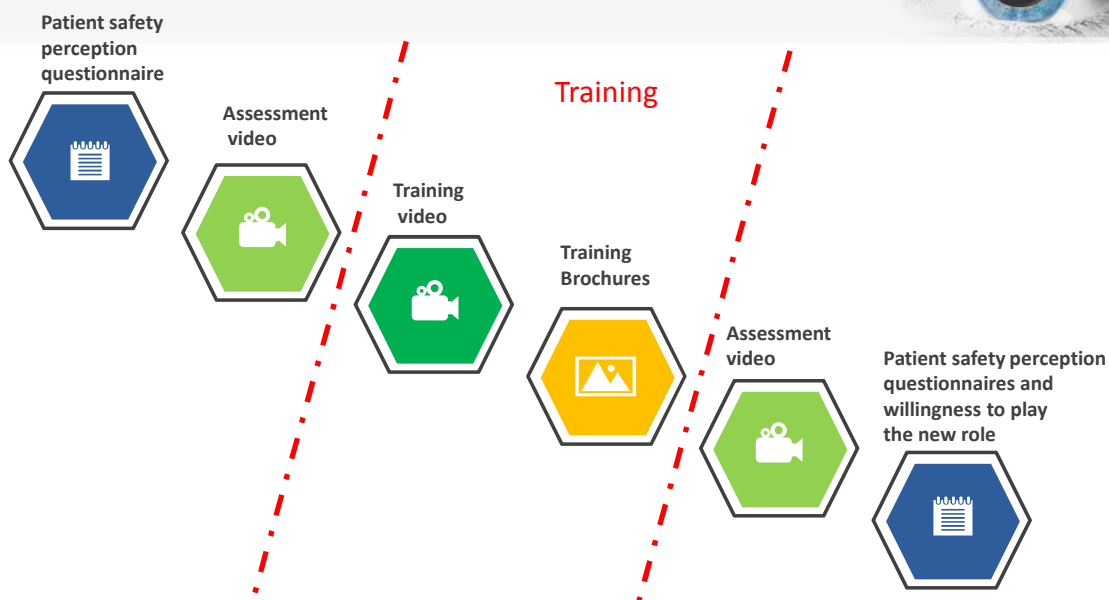 Patient safety
perception
questionnaire
Assessment
video
Training
Training
video
Training
Brochures
Assessment
video
Patient safety perception
questionnaires and
willingness to play
the new role